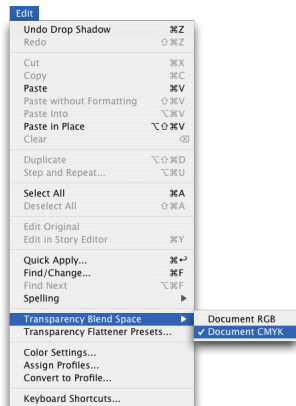 Edit
Undo Drop Shadow ⌘Z
Redo ⇧⌘Z
Cut ⌘X
Copy ⌘C
Paste ⌘V
Paste without Formatting ⇧⌘V
Paste Into ⌥⌘V
Paste in Place ⌥⇧⌘V
Clear ⌫
Duplicate ⌥⇧⌘D
Step and Repeat... ⌥⌘U
Select All ⌘A
Deselect All ⇧⌘A
Edit Original
Edit in Story Editor ⌘Y
Quick Apply... ⌘↩
Find/Change... ⌘F
Find Next ⌥⌘F
Spelling ▶
Transparency Blend Space ▶ Document RGB
Transparency Flattener Presets... ✓ Document CMYK
Color Settings...
Assign Profiles...
Convert to Profile...
Keyboard Shortcuts...